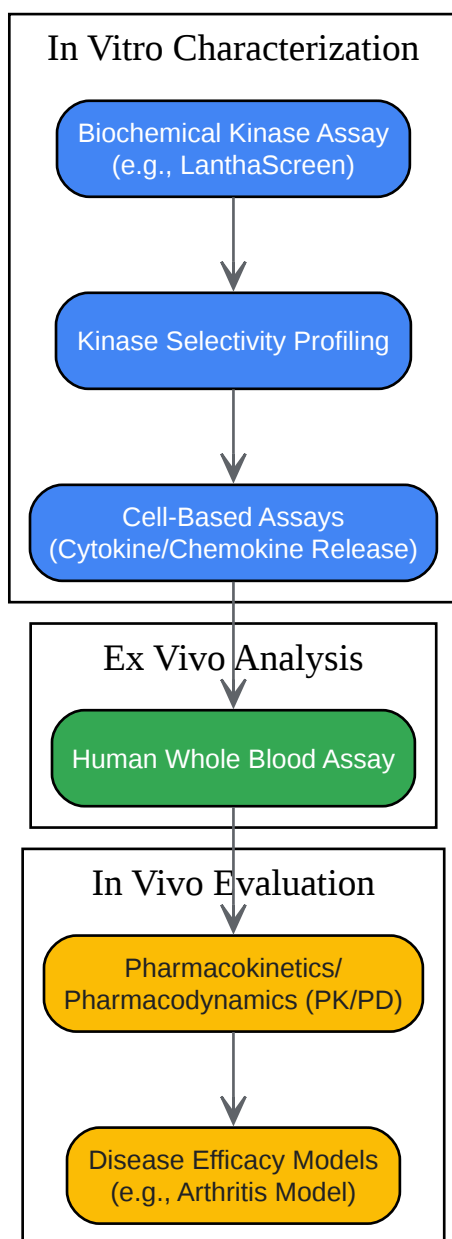 In Vitro Characterization
Biochemical Kinase Assay
(e.g., LanthaScreen)
Kinase Selectivity Profiling
Cell-Based Assays
(Cytokine/Chemokine Release)
Ex Vivo Analysis
Human Whole Blood Assay
In Vivo Evaluation
Pharmacokinetics/
Pharmacodynamics (PK/PD)
Disease Efficacy Models
(e.g., Arthritis Model)